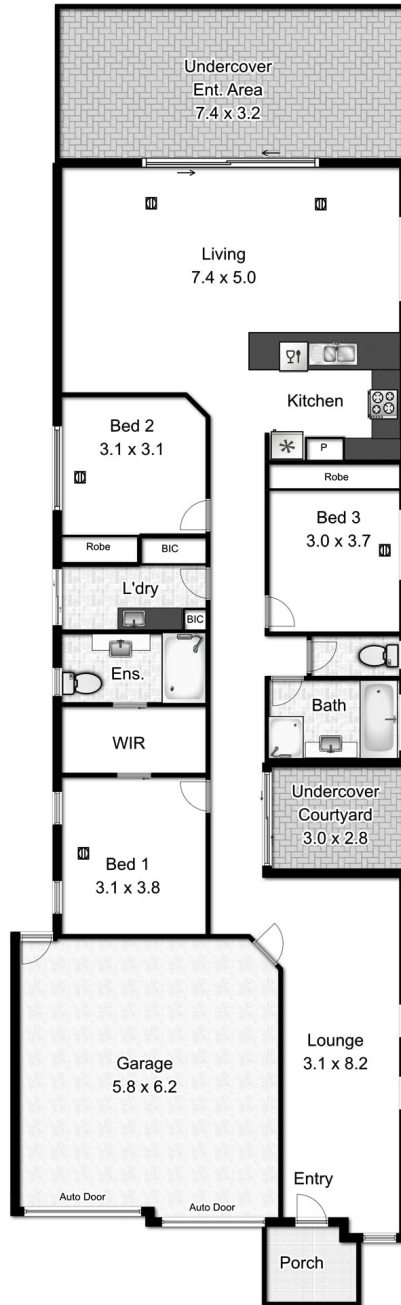 Undercover
Ent. Area
7.4 x 3.2
Living
7.4 x 5.0
Kitchen
P
Bed 2
3.1 x 3.1
Robe
Bed 3
3.0 x 3.7
Robe
BIC
L'dry
BIC
Ens.
Bath
WIR
Undercover
Courtyard
3.0 x 2.8
Bed 1
3.1 x 3.8
Lounge
3.1 x 8.2
Garage
5.8 x 6.2
Entry
Auto Door
Auto Door
Porch